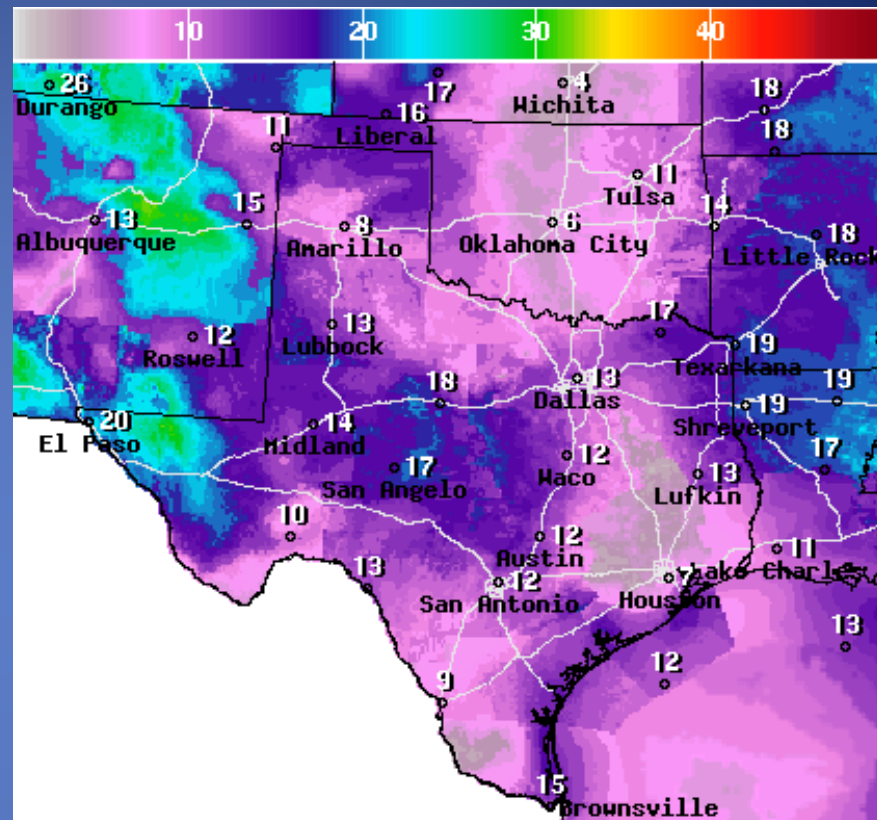 10 20 30 40
26 17 4 18
Durango Wichita
16
Liberal
11 18
11
Tulsa
15 14
13 8 6 18
Albuquerque Amarillo Oklahoma City Little Rock
12 13 17 19
Roswell Lubbock Texarkana
13
Dallas
18 19 19
20 14 Shreveport
El Paso Midland
17 12 13 17
San Angelo Waco Lufkin
10 12 11
Austin
13 12 7 Lake Charles
San Antonio Houston
13
12
9
15
Brownsville